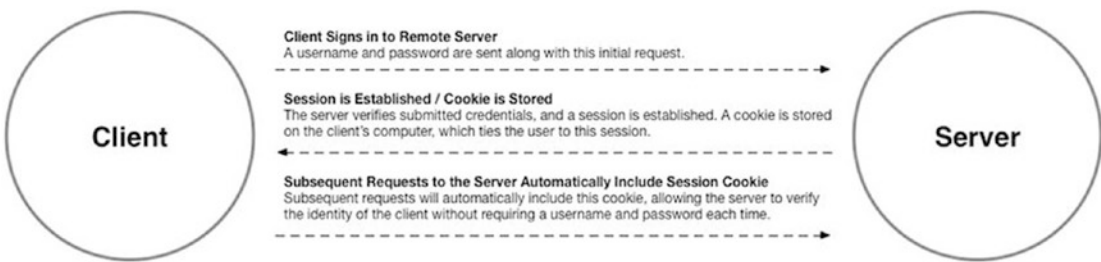 Client
Client Signs in to Remote Server
A username and password are sent along with this initial request.
Session is Established / Cookie is Stored
The server verifies submitted credentials, and a session is established. A cookie is stored
on the client's computer, which ties the user to this session.
Subsequent Requests to the Server Automatically Include Session Cookie
Subsequent requests will automatically include this cookie, allowing the server to verify
the identity of the client without requiring a username and password each time.
Server